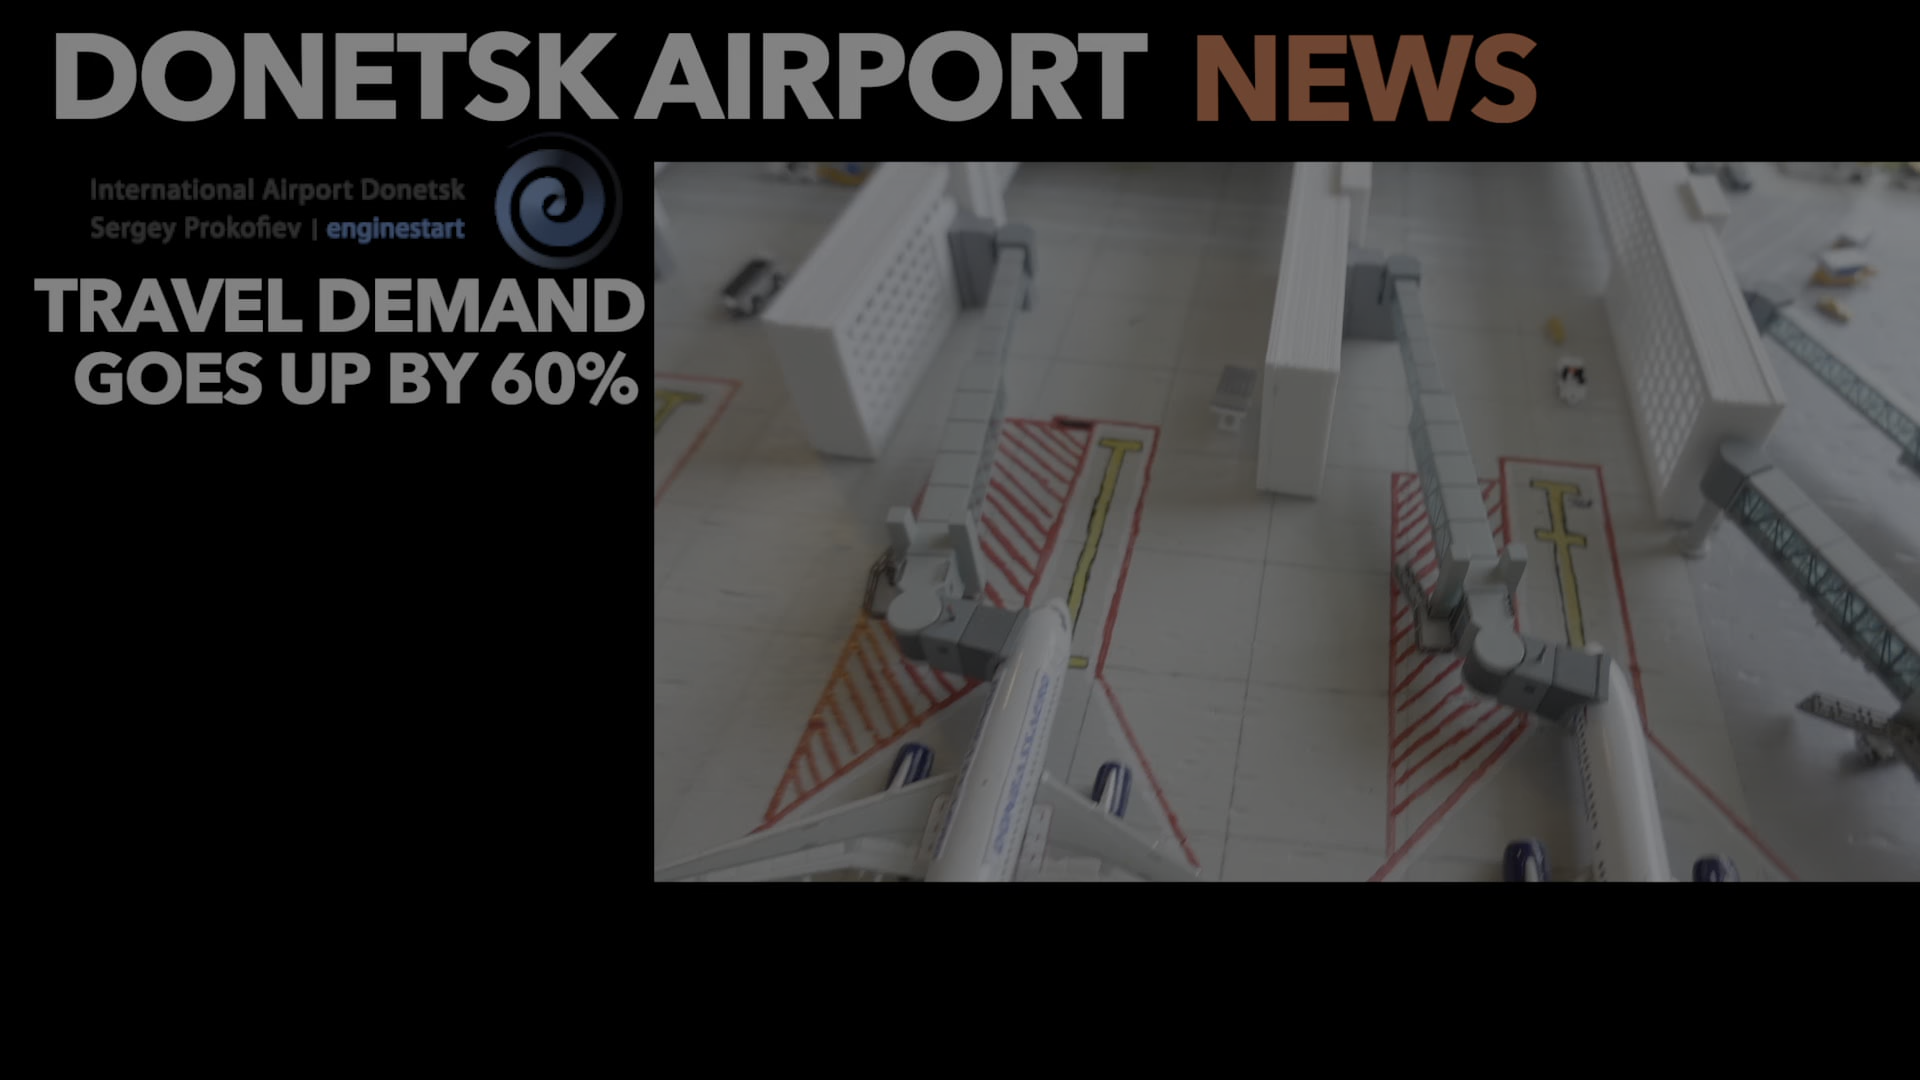 DONETSK AIRPORT NEWS
International Airport Donetsk
Sergey Prokofiev | enginestart
TRAVEL DEMAND
GOES UP BY 60%